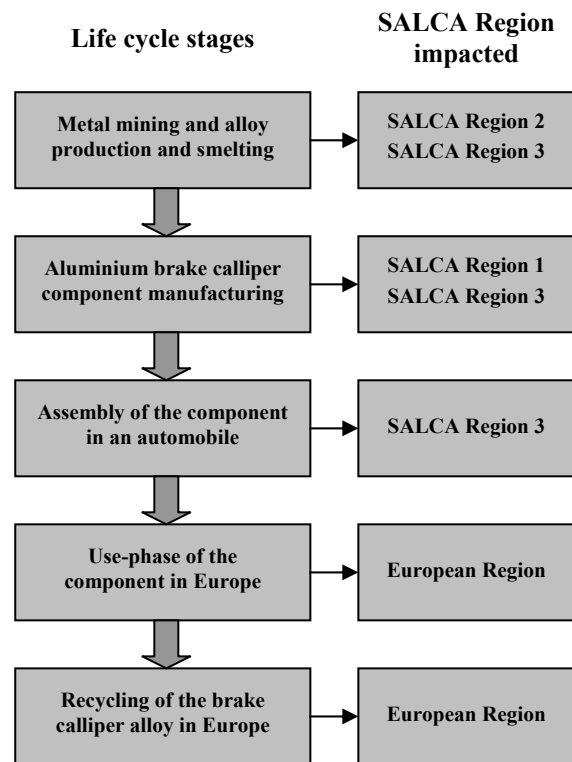 Life cycle stages
SALCA Region
impacted
Metal mining and alloy
production and smelting
SALCA Region 2
SALCA Region 3
Aluminium brake calliper
component manufacturing
SALCA Region 1
SALCA Region 3
Assembly of the component
in an automobile
SALCA Region 3
Use-phase of the
component in Europe
European Region
Recycling of the brake
calliper alloy in Europe
European Region